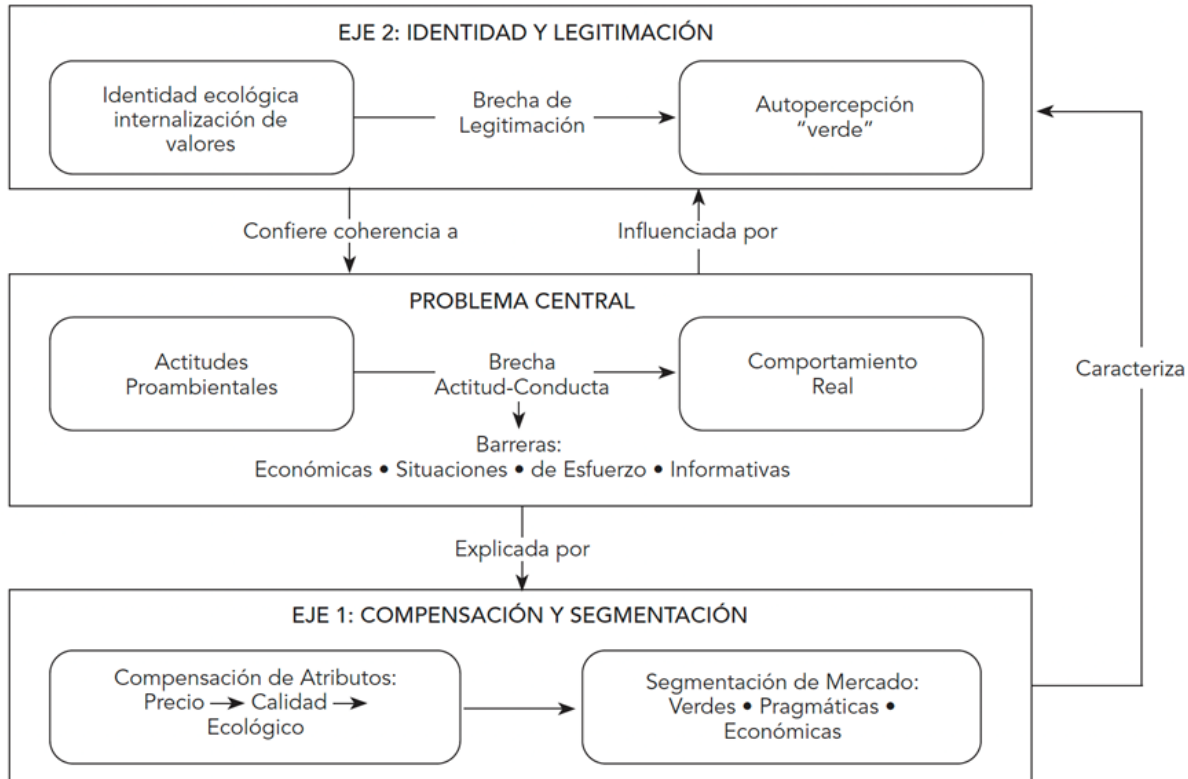 EJE 2: IDENTIDAD Y LEGITIMACIÓN
Identidad ecológica
internalización de
valores
Brecha de
Legitimación
Autopercepción
“verde”
Confiere coherencia a
Influenciada por
PROBLEMA CENTRAL
Actitudes
Proambientales
Brecha
Actitud-Conducta
Comportamiento
Real
Barreras:
Económicas • Situaciones • de Esfuerzo • Informativas
Caracteriza
Explicada por
EJE 1: COMPENSACIÓN Y SEGMENTACIÓN
Compensación de Atributos:
Precio → Calidad →
Ecológico
Segmentación de Mercado:
Verdes • Pragmáticas •
Económicas